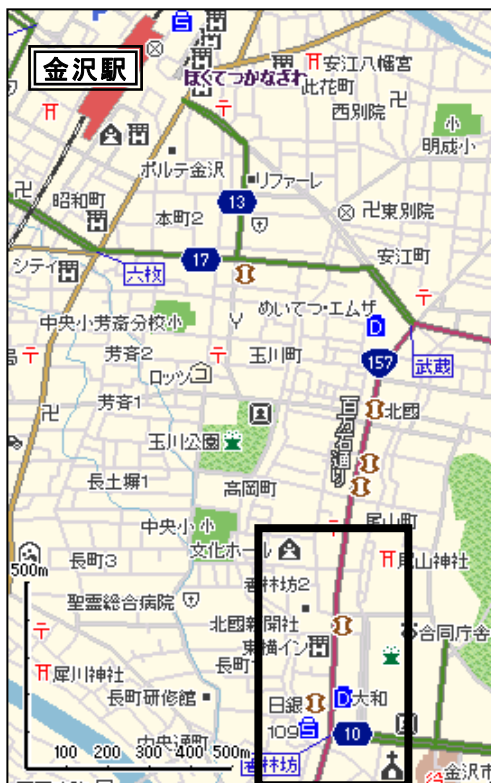 金沢駅
ほくてつかなざわ
安江八幡宮
此花町
西別院
小
明成小
ポルテ金沢
リファーレ
昭和町
13
東別院
本町2
安江町
シティ
17
六枚
めいてつ・エムザ
D
中央小芳斎分校小
武蔵
芳斉2
玉川町
157
ロッツ
芳斉1
北國
百万石通り
玉川公園
高岡町
長土塀1
尾山町
中央小
小
文化ホール
長町3
尾山神社
500m
香林坊2
聖霊総合病院
北國新聞社
合同庁舎
東横イン
長町1
犀川神社
長町研修館
日銀
D
大和
109
S
10
中央通町
100 200 300 400 500m
香林坊
金沢市